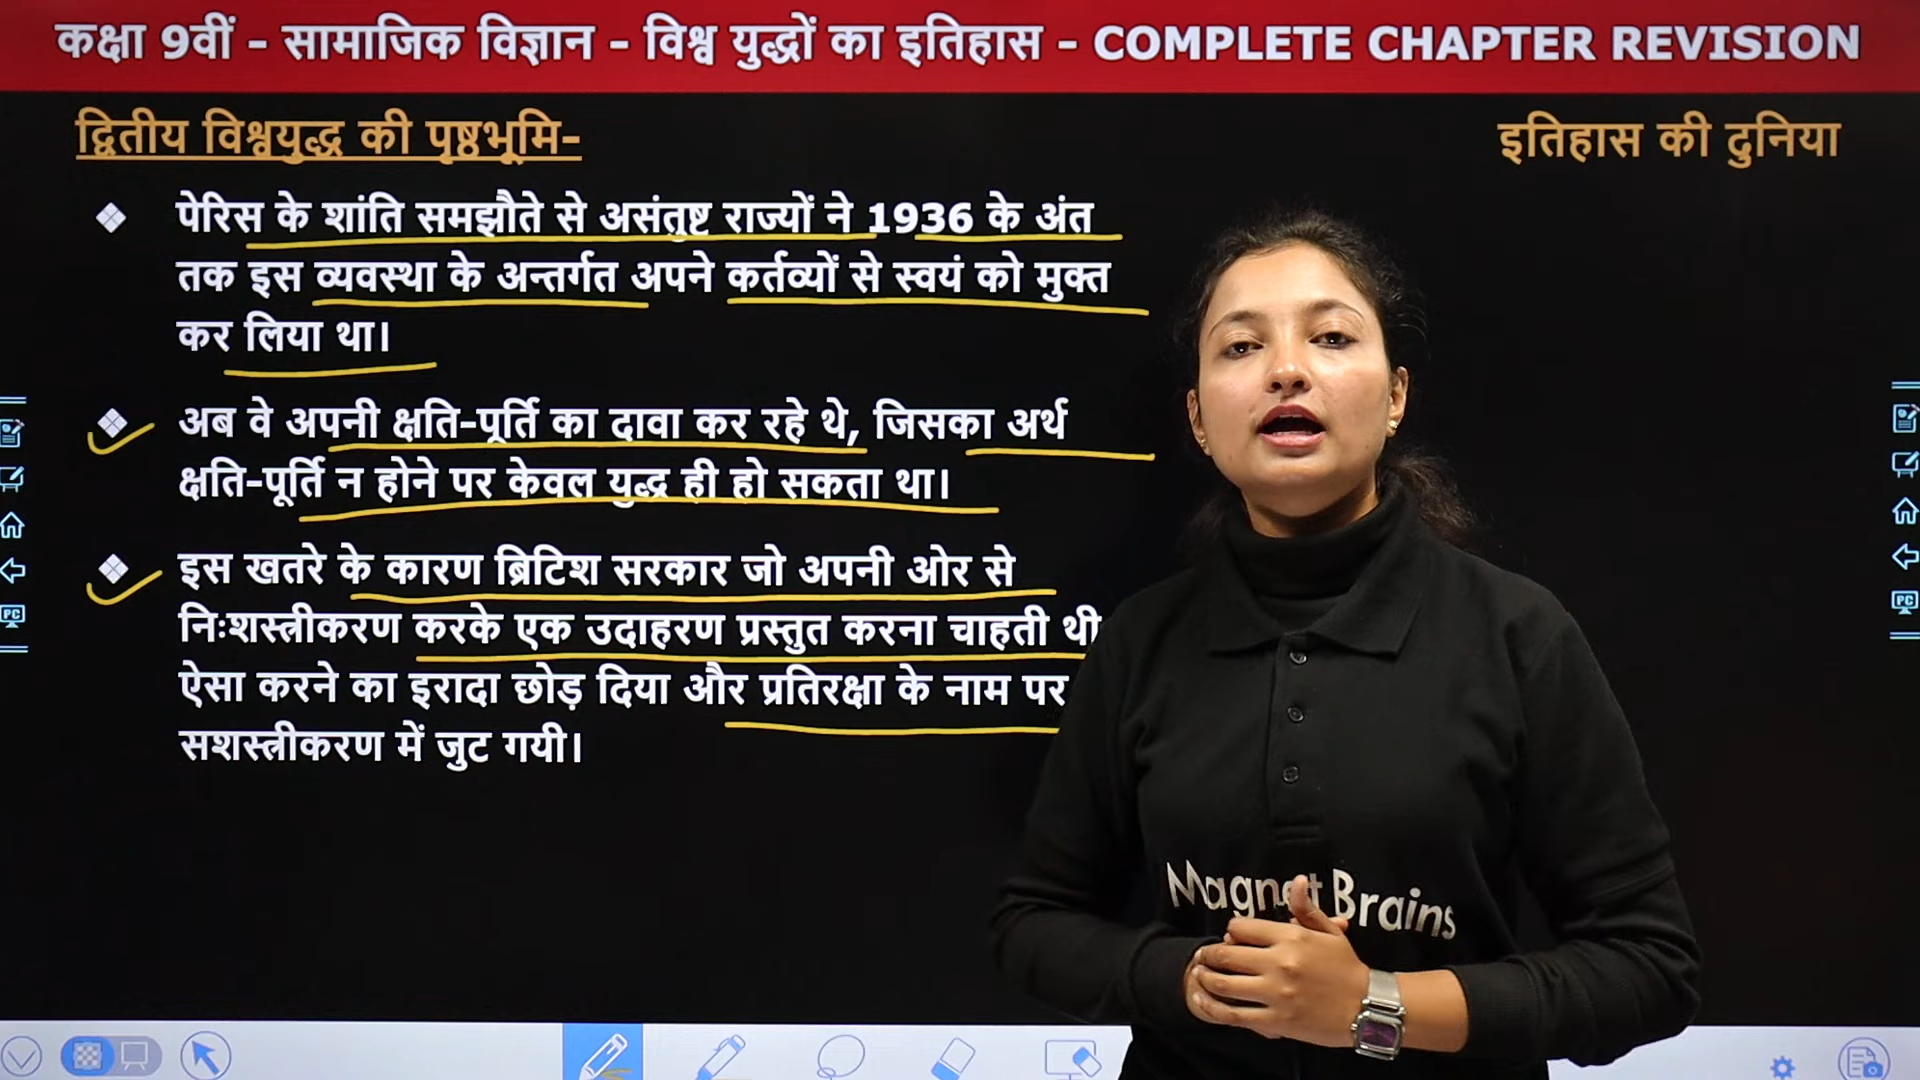 कक्षा 9वीं - सामाजिक विज्ञान - विश्व युद्धों का इतिहास - COMPLETE CHAPTER REVISION
द्वितीय विश्वयुद्ध की पृष्ठभूमि-
इतिहास की दुनिया
पेरिस के शांति समझौते से असंतुष्ट राज्यों ने 1936 के अंत
तक इस व्यवस्था के अन्तर्गत अपने कर्तव्यों से स्वयं को मुक्त
कर लिया था।
अब वे अपनी क्षति-पूर्ति का दावा कर रहे थे, जिसका अर्थ
क्षति-पूर्ति न होने पर केवल युद्ध ही हो सकता था।
इस खतरे के कारण ब्रिटिश सरकार जो अपनी ओर से
निःशस्त्रीकरण करके एक उदाहरण प्रस्तुत करना चाहती थी
ऐसा करने का इरादा छोड़ दिया और प्रतिरक्षा के नाम पर
सशस्त्रीकरण में जुट गयी।
Magnet Brains
PC
PC